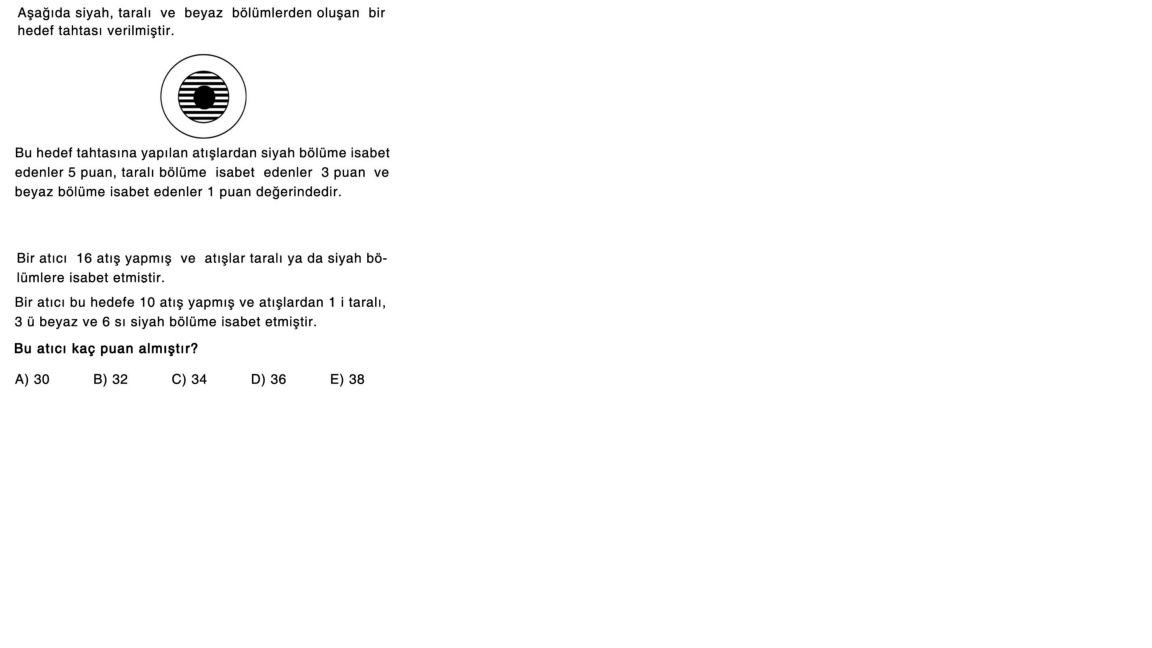 Aşağıda siyah, taralı ve beyaz bölümlerden oluşan bir
hedef tahtası verilmiştir.
Bu hedef tahtasına yapılan atışlardan siyah bölüme isabet
edenler 5 puan, taralı bölüme isabet edenler 3 puan ve
beyaz bölüme isabet edenler 1 puan değerindedir.
Bir atıcı 16 atış yapmış ve atışlar taralı ya da siyah bö-
lümlere isabet etmistir.
Bir atıcı bu hedefe 10 atış yapmış ve atışlardan 1 i taralı,
3 ü beyaz ve 6 sı siyah bölüme isabet etmiştir.
Bu atıcı kaç puan almıştır?
A) 30 B) 32 C) 34 D) 36 E) 38